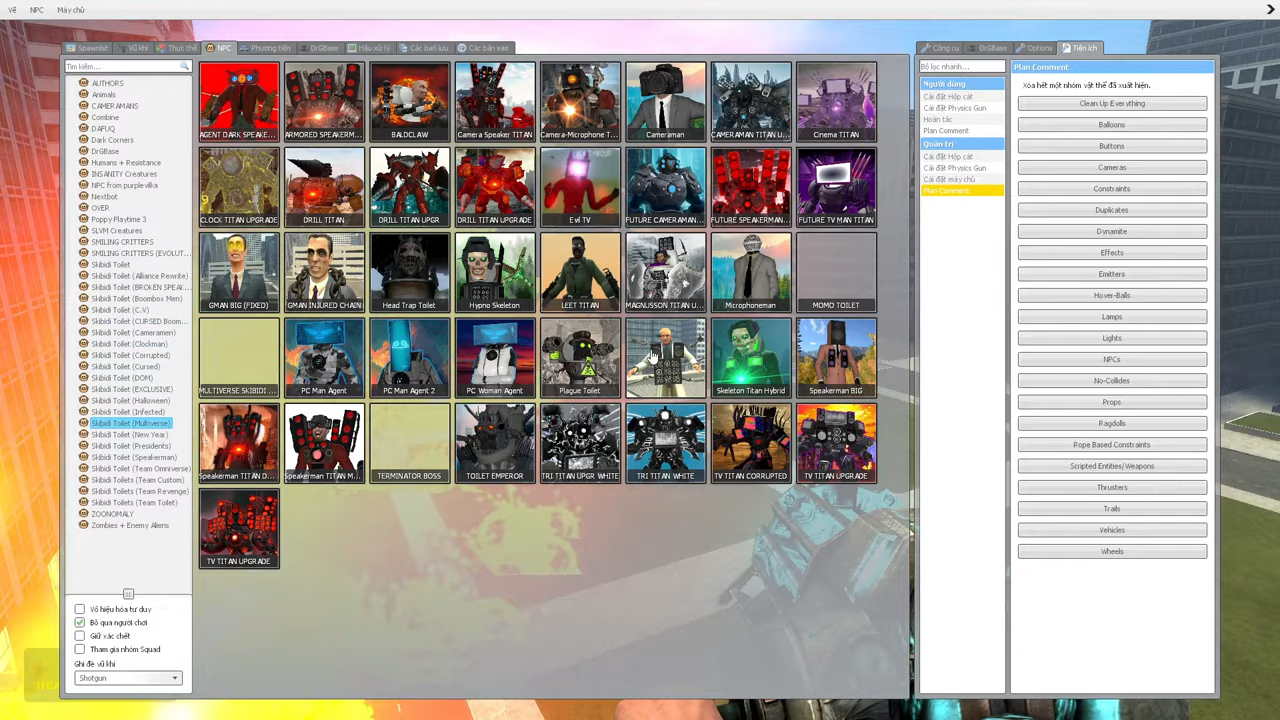 Về NPC Máy chủ
Spawnlist Vũ khí Thực thể NPC Phương tiện DrGBase Hậu xử lý Các bản lưu Các bản sao
Tìm kiếm...
AUTHORS
Animals
CAMERAMANS
Combine
DAFUQ
Dark Corners
DrGBase
Humans + Resistance
INSANITY Creatures
NPC from purplevilka
Nextbot
OVER
Poppy Playtime 3
SLVM Creatures
SMILING CRITTERS
SMILING CRITTERS (EVOLUT...
Skibidi Toilet
Skibidi Toilet (Alliance Rewrite)
Skibidi Toilet (BROKEN SPEAK...
Skibidi Toilet (Boombox Men)
Skibidi Toilet (C.V)
Skibidi Toilet (CURSED Boom...
Skibidi Toilet (Cameramen)
Skibidi Toilet (Clockman)
Skibidi Toilet (Corrupted)
Skibidi Toilet (Cursed)
Skibidi Toilet (DOM)
Skibidi Toilet (EXCLUSIVE)
Skibidi Toilet (Halloween)
Skibidi Toilet (Infected)
Skibidi Toilet (Multiverse)
Skibidi Toilet (New Year)
Skibidi Toilet (Presidents)
Skibidi Toilet (Speakerman)
Skibidi Toilet (Team Omniverse)
Skibidi Toilets (Team Custom)
Skibidi Toilets (Team Revenge)
Skibidi Toilets (Team Toilet)
ZOONOMALY
Zombies + Enemy Aliens
Vô hiệu hóa tư duy
Bỏ qua người chơi
Giữ xác chết
Tham gia nhóm Squad
Ghi đè vũ khí
Shotgun
AGENT DARK SPEAKE... ARMORED SPEAKERM... BALDCLAW Camera Speaker TITAN Camera-Microphone T... Cameraman CAMERAMAN TITAN U... Cinema TITAN
CLOCK TITAN UPGRADE DRILL TITAN DRILL TITAN UPGR DRILL TITAN UPGRADE Evil TV FUTURE CAMERAMAN... FUTURE SPEAKERMAN... FUTURE TV MAN TITAN
GMAN BIG (FIXED) GMAN INJURED CHAIN Head Trap Toilet Hypno Skeleton LEET TITAN MAGNUSSON TITAN U... Microphoneman MOMO TOILET
MULTIVERSE SKIBIDI ... PC Man Agent PC Man Agent 2 PC Woman Agent Plague Toilet Skeleton Titan Hybrid Speakerman BIG
Speakerman TITAN D... Speakerman TITAN M... TERMINATOR BOSS TOILET EMPEROR TRI TITAN UPGR WHITE TRI TITAN WHITE TV TITAN CORRUPTED TV TITAN UPGRADE
TV TITAN UPGRADE
Công cụ DrGBase Options Tiện ích
Bộ lọc nhanh...
Người dùng
Cài đặt Hộp cát
Cài đặt Physics Gun
Hoàn tác
Plan Comment
Quản trị
Cài đặt Hộp cát
Cài đặt Physics Gun
Cài đặt máy chủ
Plan Comment
Plan Comment
Xóa hết một nhóm vật thể đã xuất hiện.
Clean Up Everything
Balloons
Buttons
Cameras
Constraints
Duplicates
Dynamite
Effects
Emitters
Hover-Balls
Lamps
Lights
NPCs
No-Collides
Props
Ragdolls
Rope Based Constraints
Scripted Entities/Weapons
Thrusters
Trails
Vehicles
Wheels